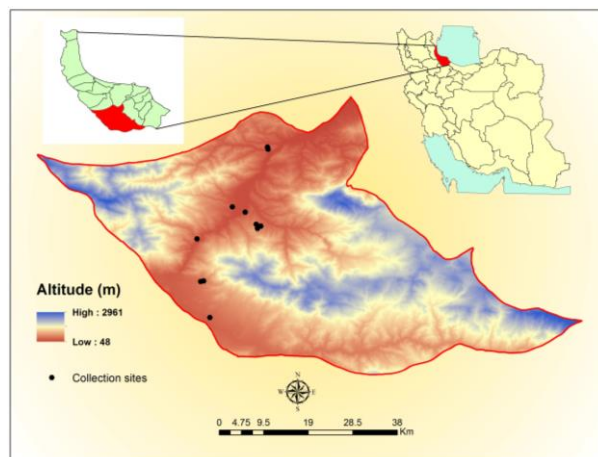 Altitude (m)
High : 2961
Low : 48
Collection sites
N
W E
S
0 4.75 9.5 19 28.5 38
Km